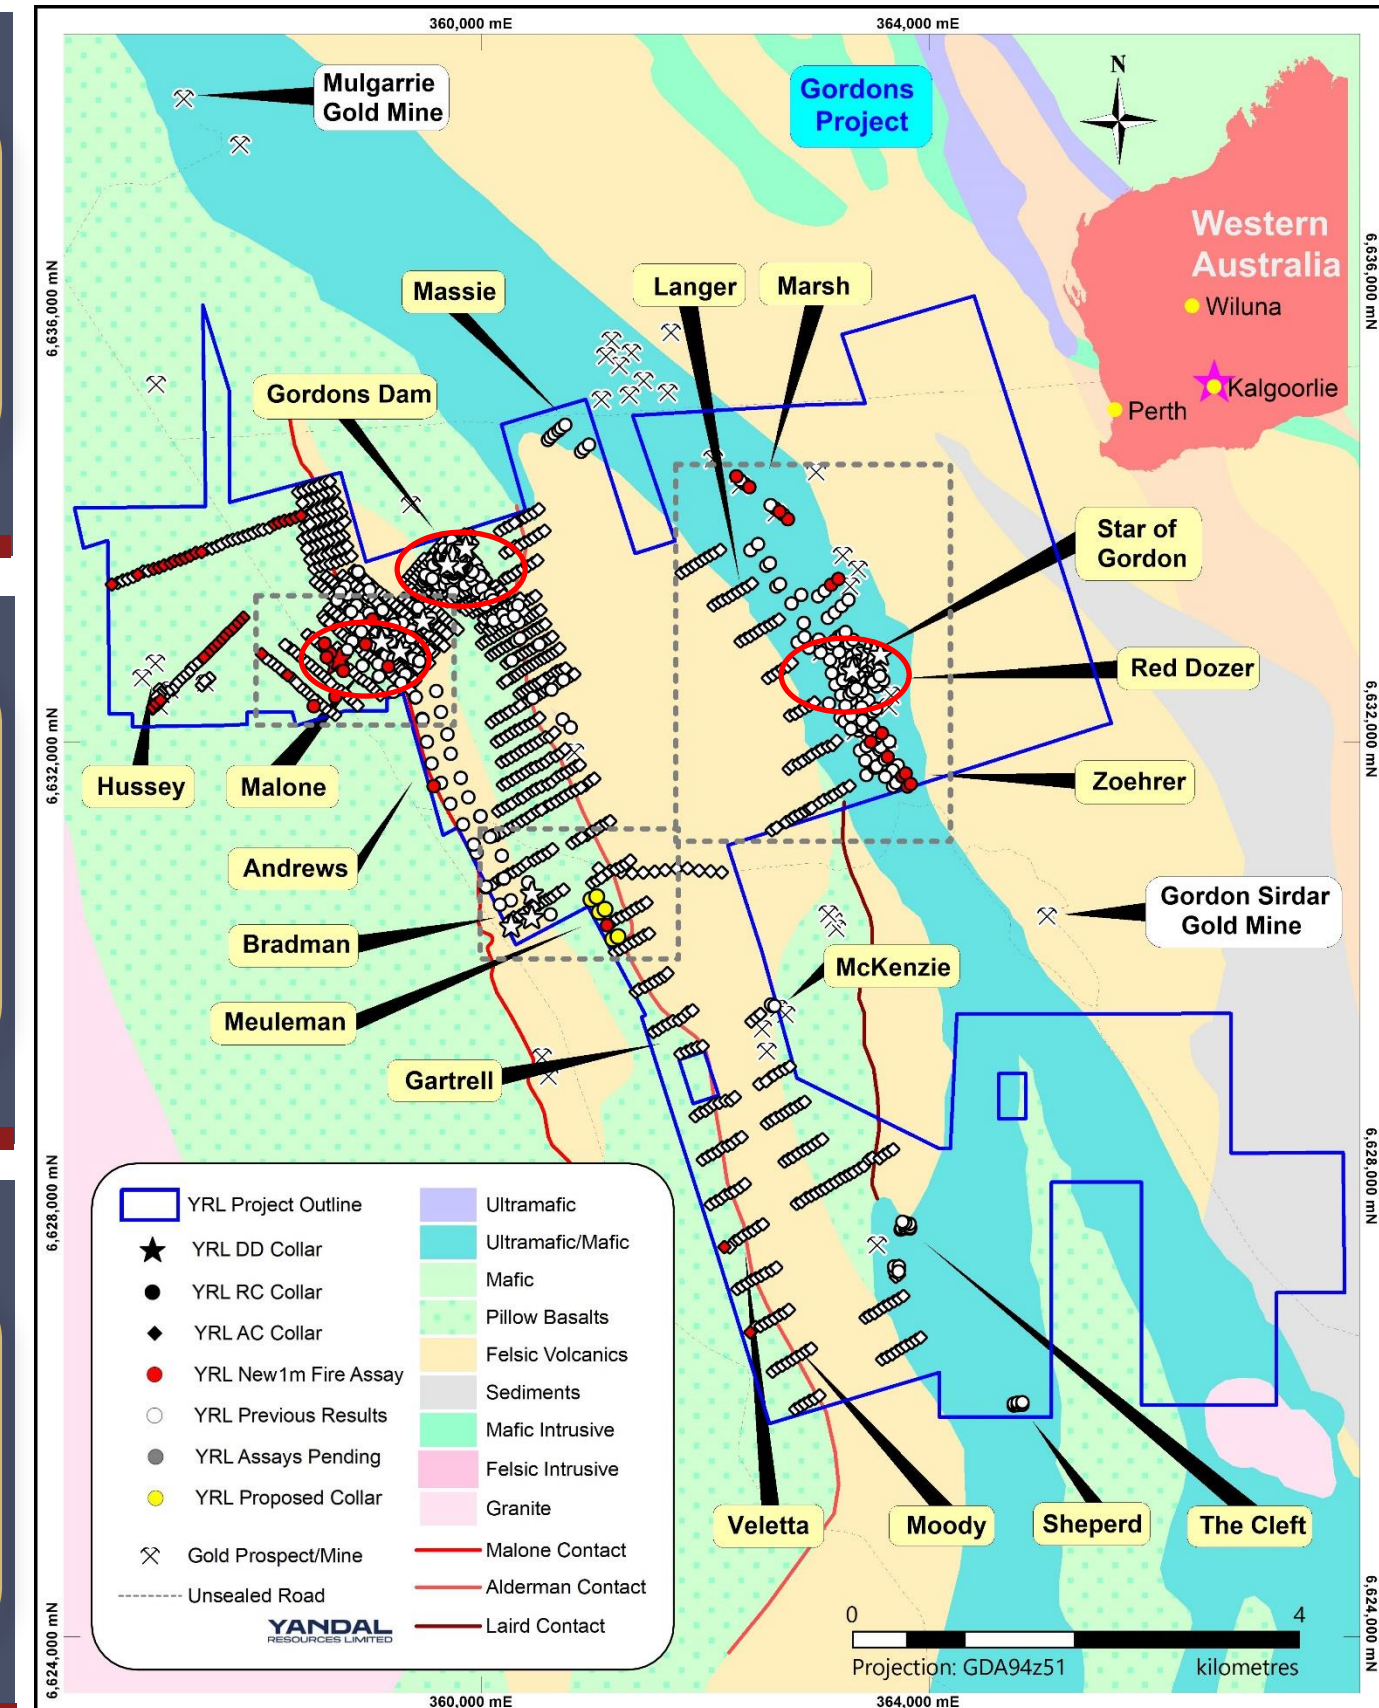 360,000 mE
364,000 mE
Mulgarrie
Gold Mine
Gordons
Project
N
Western
Australia
Wiluna
Kalgoorlie
Perth
6,636,000 mN
6,636,000 mN
Massie
Langer
Marsh
Gordons Dam
Star of
Gordon
Red Dozer
6,632,000 mN
6,632,000 mN
Hussey
Malone
Zoehrer
Andrews
Gordon Sirdar
Gold Mine
Bradman
McKenzie
Meuleman
Gartrell
6,628,000 mN
6,628,000 mN
YRL Project Outline
YRL DD Collar
YRL RC Collar
YRL AC Collar
YRL New1m Fire Assay
YRL Previous Results
YRL Assays Pending
YRL Proposed Collar
Gold Prospect/Mine
Unsealed Road
YANDAL
RESOURCES LIMITED
Ultramafic
Ultramafic/Mafic
Mafic
Pillow Basalts
Felsic Volcanics
Sediments
Mafic Intrusive
Felsic Intrusive
Granite
Malone Contact
Alderman Contact
Laird Contact
Veletta
Moody
Sheperd
The Cleft
0
4
Projection: GDA94z51
kilometres
6,624,000 mN
6,624,000 mN
360,000 mE
364,000 mE